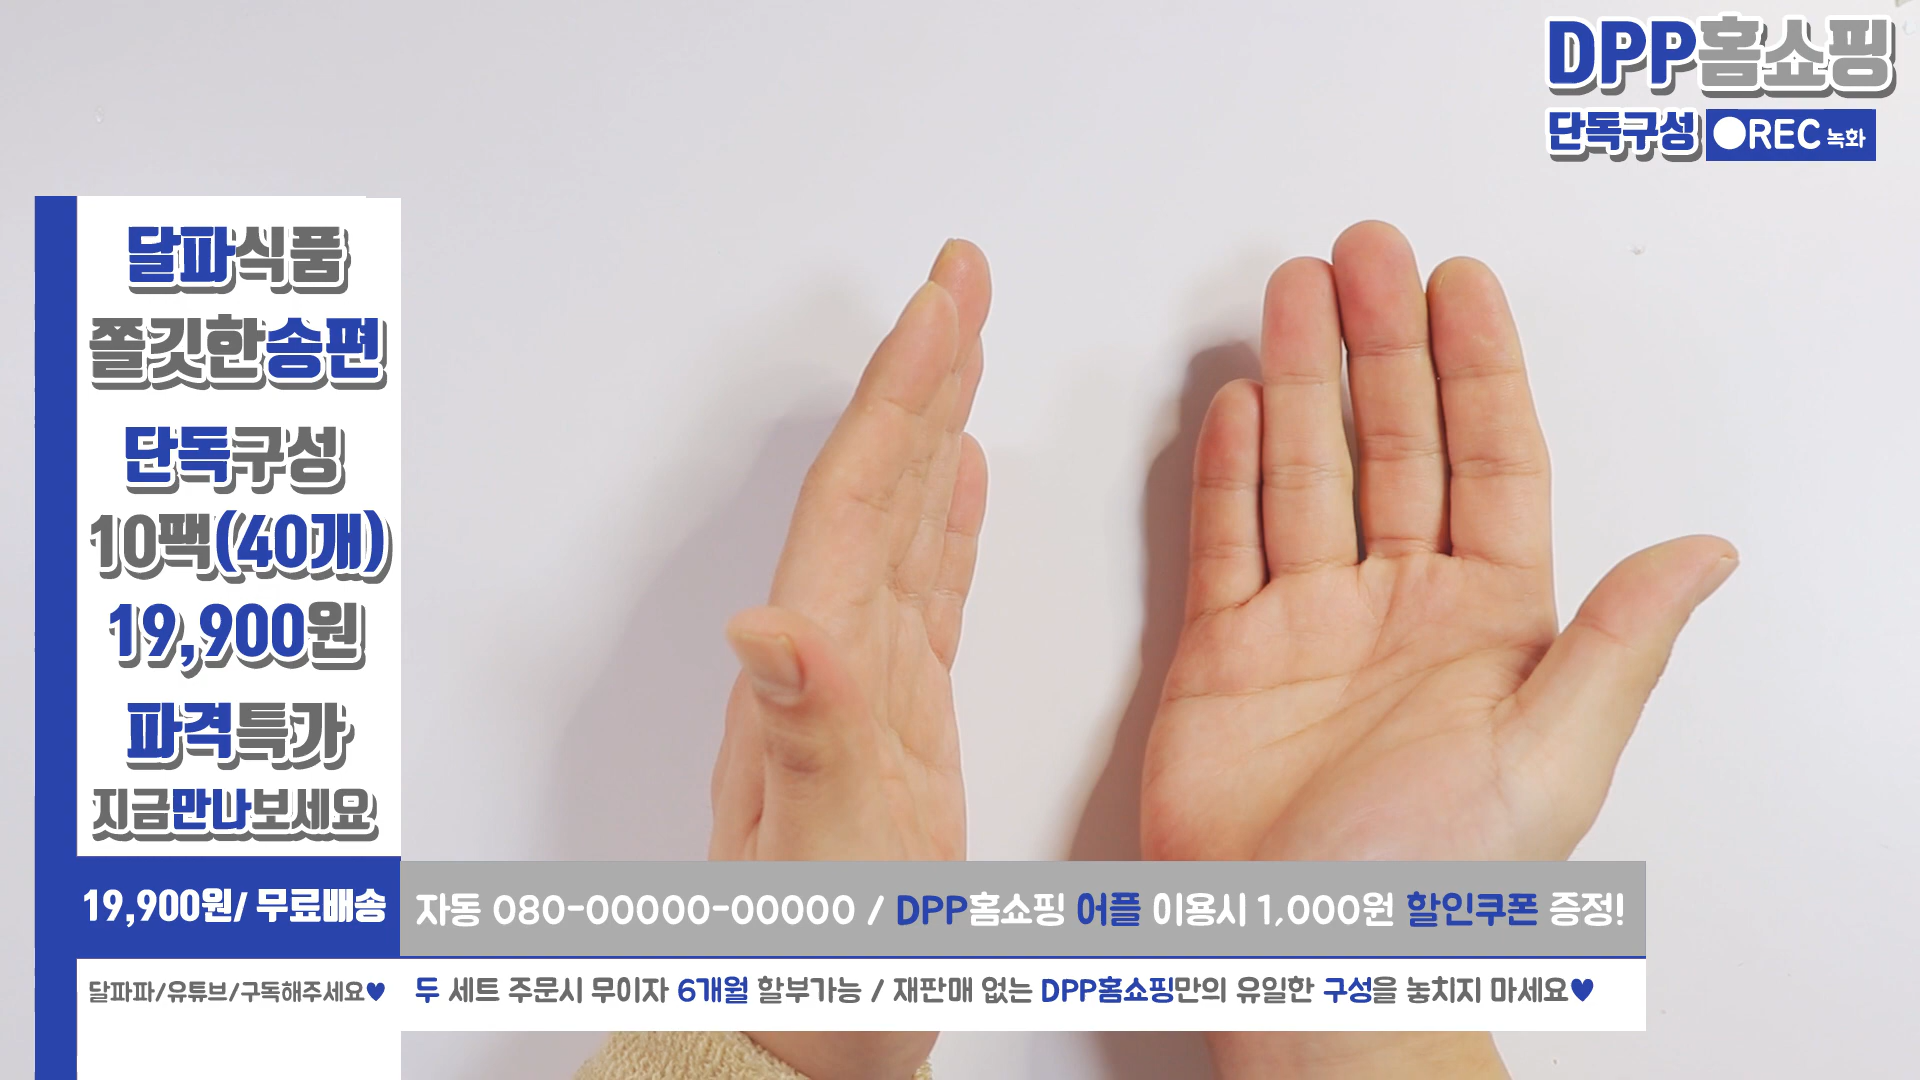 DPP홈쇼핑
단독구성 REC 녹화
달파식품
쫄깃한송편
단독구성
10팩(40개)
19,900원
파격특가
지금만나보세요
19,900원/ 무료배송
자동 080-00000-00000 / DPP홈쇼핑 어플 이용시 1,000원 할인쿠폰 증정!
달파파/유튜브/구독해주세요♥
두 세트 주문시 무이자 6개월 할부가능 / 재판매 없는 DPP홈쇼핑만의 유일한 구성을 놓치지 마세요♥